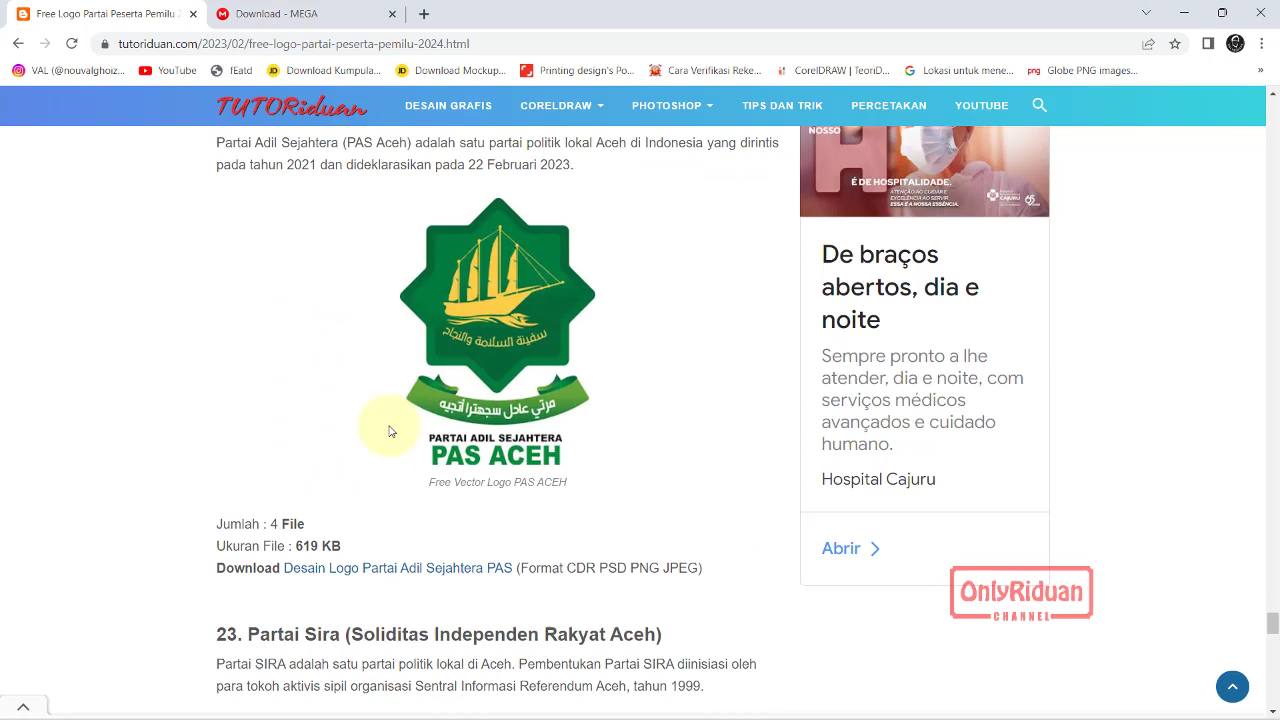 Free Logo Partai Peserta Pemilu 2
Download - MEGA
tutoriduan.com/2023/02/free-logo-partai-peserta-pemilu-2024.html
VAL (@nouvalghoiz...
YouTube
fEatd
Download Kumpula...
Download Mockup...
Printing design's Po...
Cara Verifikasi Reke...
CorelDRAW | TeoriD...
Lokasi untuk mene...
Globe PNG images...
TUTORiduan
DESAIN GRAFIS
CORELDRAW
PHOTOSHOP
TIPS DAN TRIK
PERCETAKAN
YOUTUBE
Partai Adil Sejahtera (PAS Aceh) adalah satu partai politik lokal Aceh di Indonesia yang dirintis
pada tahun 2021 dan dideklarasikan pada 22 Februari 2023.
سفينة السلامة والنجاح
PARTAI ADIL SEJAHTERA
PAS ACEH
Free Vector Logo PAS ACEH
Jumlah : 4 File
Ukuran File : 619 KB
Download Desain Logo Partai Adil Sejahtera PAS (Format CDR PSD PNG JPEG)
23. Partai Sira (Soliditas Independen Rakyat Aceh)
Partai SIRA adalah satu partai politik lokal di Aceh. Pembentukan Partai SIRA diinisiasi oleh
para tokoh aktivis sipil organisasi Sentral Informasi Referendum Aceh, tahun 1999.
NOSSO
É DE HOSPITALIDADE.
CAJURU
De braços
abertos, dia e
noite
Sempre pronto a lhe
atender, dia e noite, com
serviços médicos
avançados e cuidado
humano.
Hospital Cajuru
Abrir
OnlyRiduan
CHANNEL